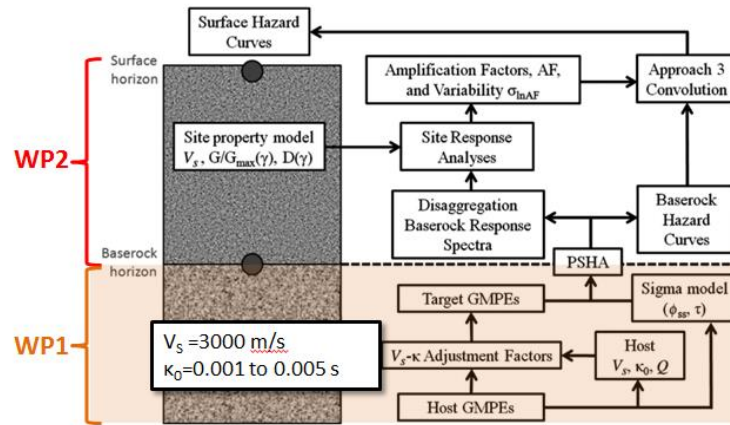 Surface Hazard
Curves
Surface
horizon
Amplification Factors, AF,
and Variability σlnAF
Approach 3
Convolution
WP2
Site property model
Vs , G/Gmax(γ), D(γ)
Site Response
Analyses
Disaggregation
Baserock Response
Spectra
Baserock
Hazard
Curves
Baserock
horizon
PSHA
Target GMPEs
Sigma model
(ϕss, τ)
WP1
VS =3000 m/s
κ0=0.001 to 0.005 s
Vs-κ Adjustment Factors
Host
Vs, κ0, Q
Host GMPEs